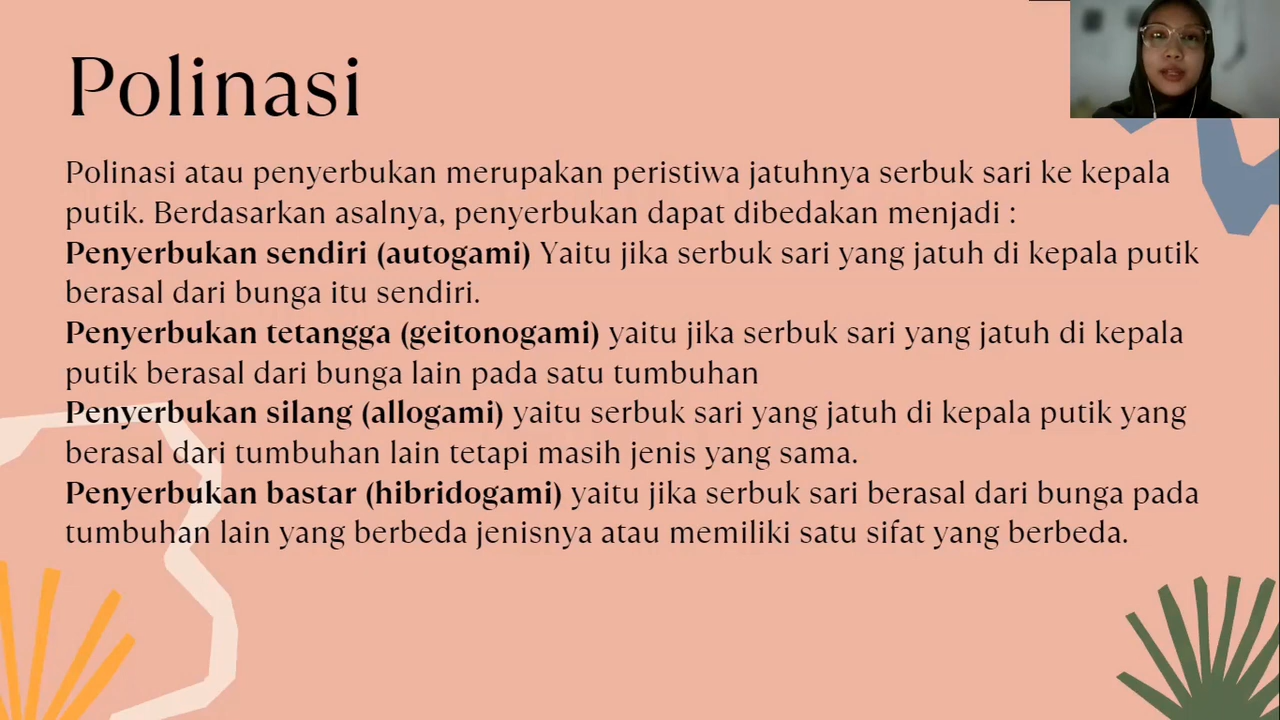 Polinasi
Polinasi atau penyerbukan merupakan peristiwa jatuhnya serbuk sari ke kepala
putik. Berdasarkan asalnya, penyerbukan dapat dibedakan menjadi :
Penyerbukan sendiri (autogami) Yaitu jika serbuk sari yang jatuh di kepala putik
berasal dari bunga itu sendiri.
Penyerbukan tetangga (geitonogami) yaitu jika serbuk sari yang jatuh di kepala
putik berasal dari bunga lain pada satu tumbuhan
Penyerbukan silang (allogami) yaitu serbuk sari yang jatuh di kepala putik yang
berasal dari tumbuhan lain tetapi masih jenis yang sama.
Penyerbukan bastar (hibridogami) yaitu jika serbuk sari berasal dari bunga pada
tumbuhan lain yang berbeda jenisnya atau memiliki satu sifat yang berbeda.